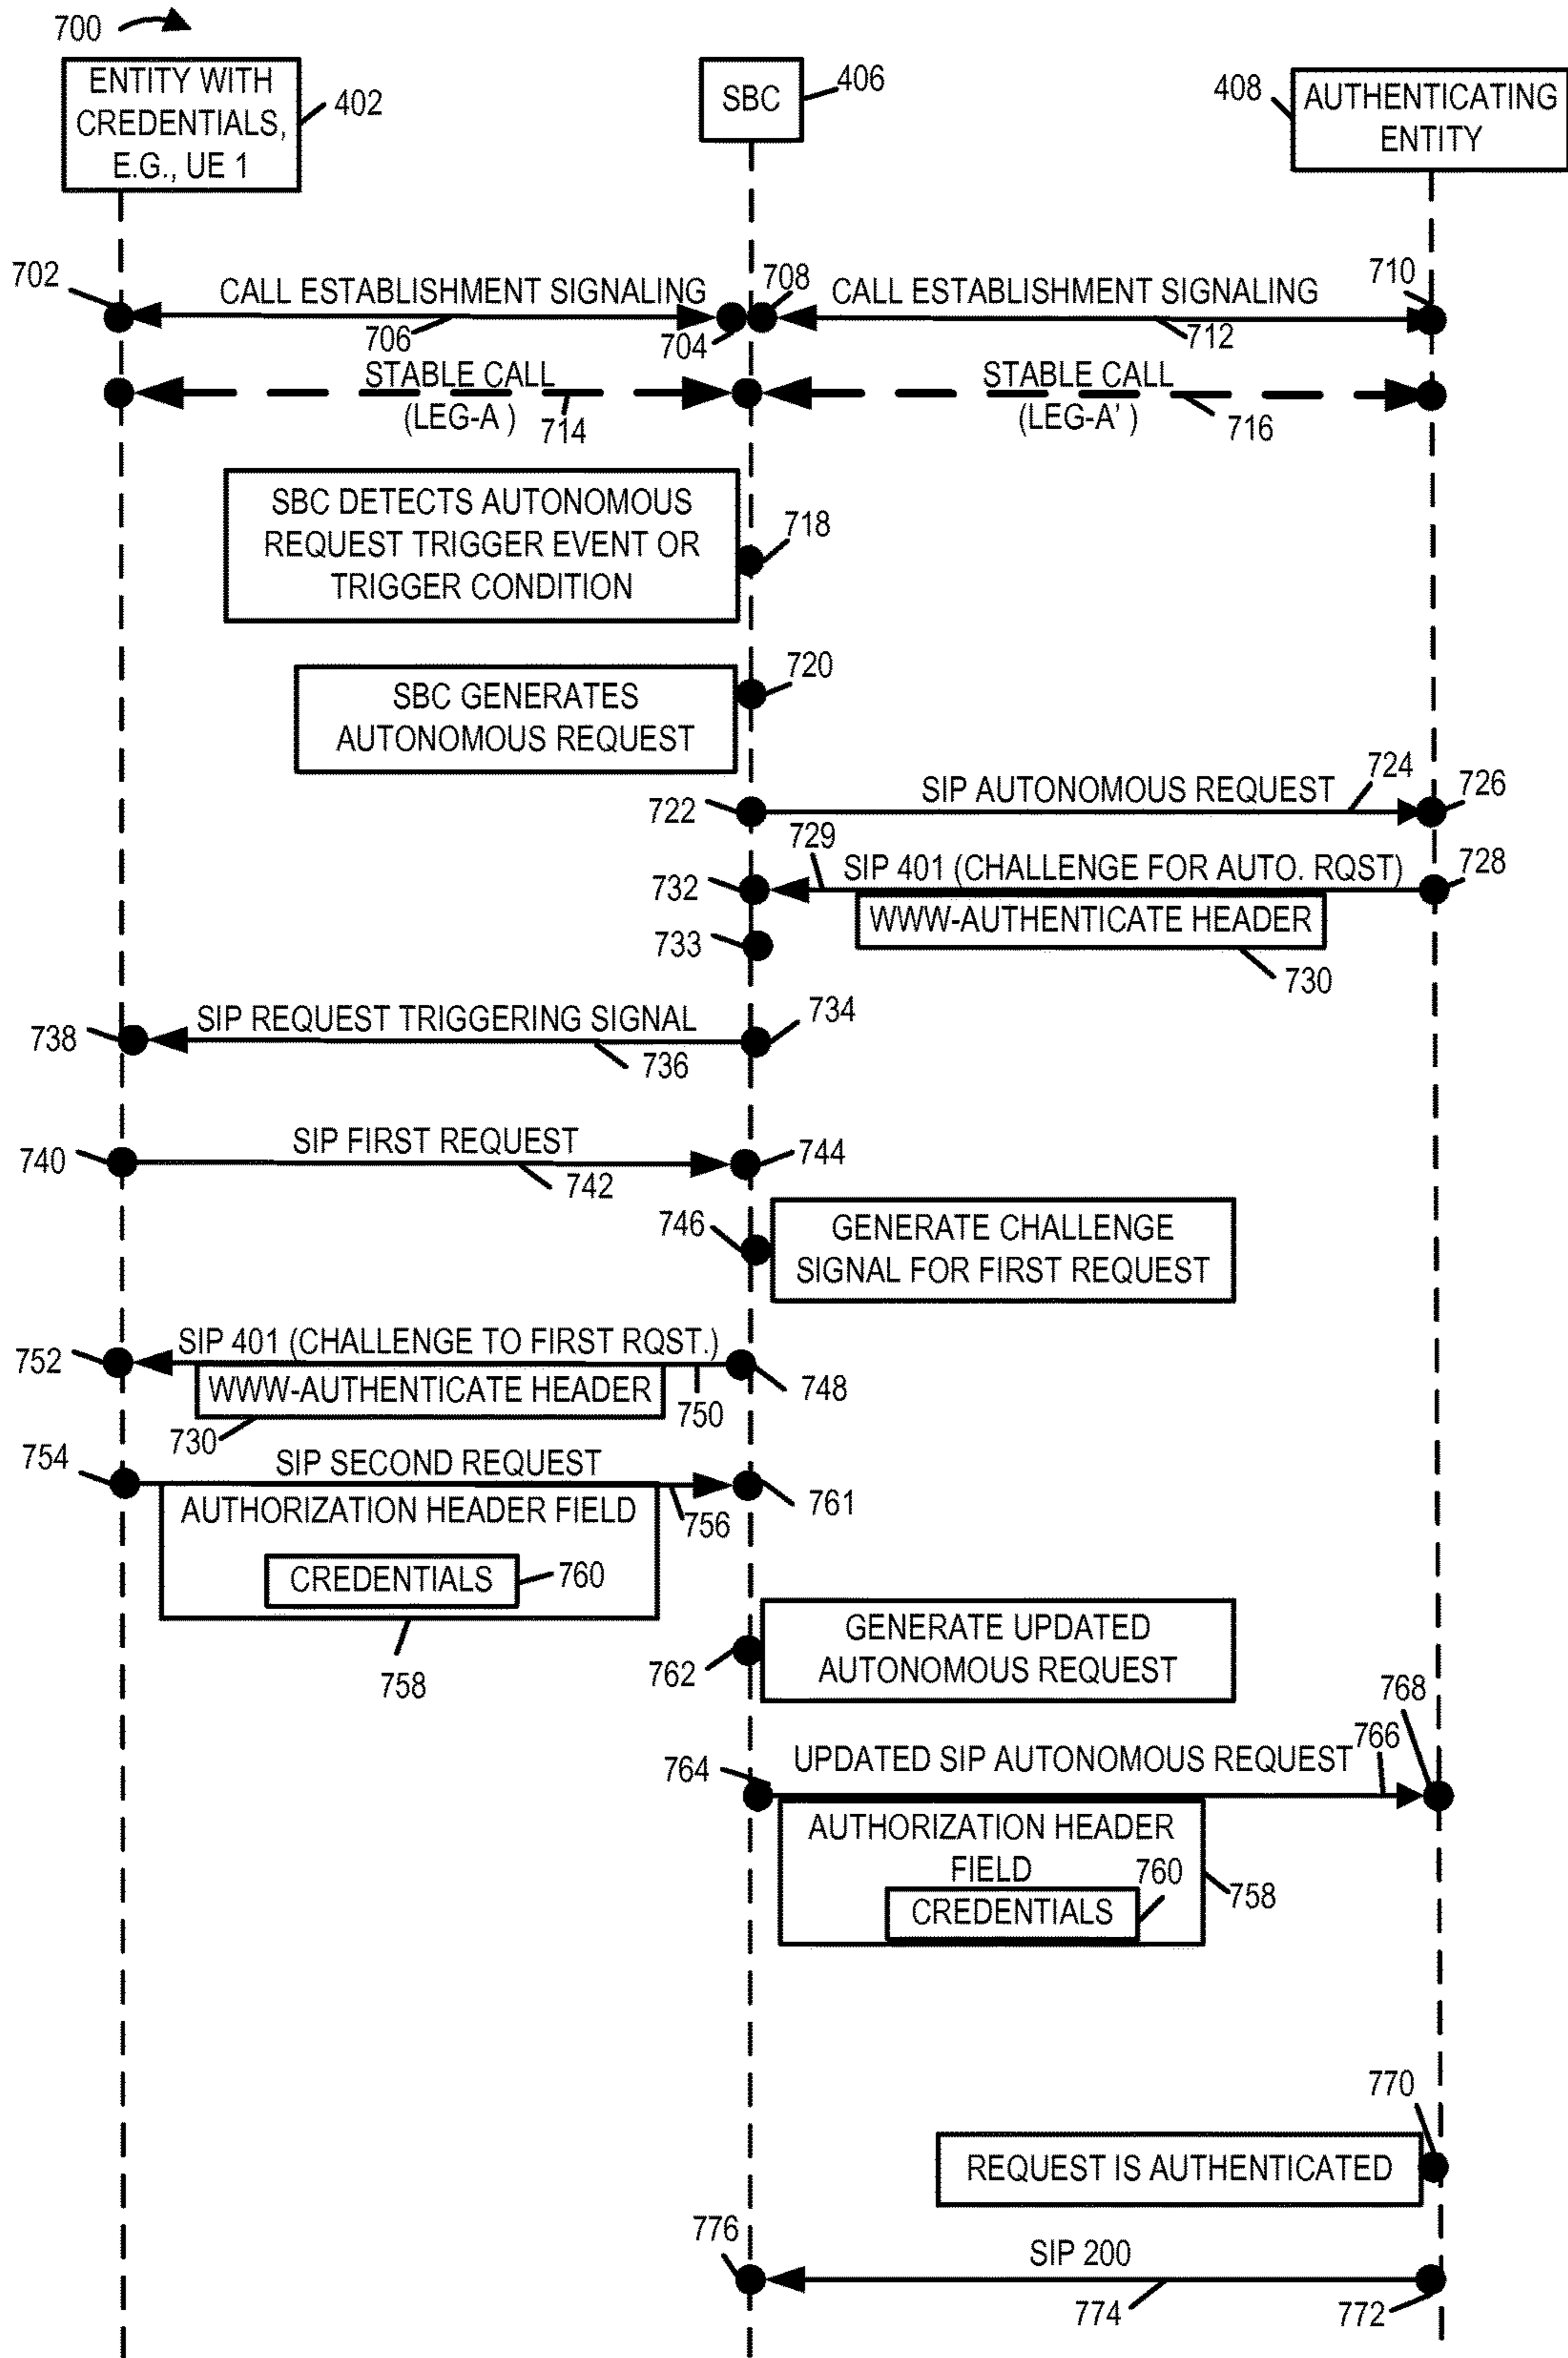 700
ENTITY WITH
CREDENTIALS,
E.G., UE 1
402
SBC
406
408
AUTHENTICATING
ENTITY
702
CALL ESTABLISHMENT SIGNALING
706
704
708
CALL ESTABLISHMENT SIGNALING
712
710
STABLE CALL
(LEG-A )
714
STABLE CALL
(LEG-A' )
716
SBC DETECTS AUTONOMOUS
REQUEST TRIGGER EVENT OR
TRIGGER CONDITION
718
SBC GENERATES
AUTONOMOUS REQUEST
720
722
SIP AUTONOMOUS REQUEST
724
726
729
732
SIP 401 (CHALLENGE FOR AUTO. RQST)
728
WWW-AUTHENTICATE HEADER
730
733
738
SIP REQUEST TRIGGERING SIGNAL
736
734
740
SIP FIRST REQUEST
742
744
746
GENERATE CHALLENGE
SIGNAL FOR FIRST REQUEST
752
SIP 401 (CHALLENGE TO FIRST RQST.)
WWW-AUTHENTICATE HEADER
730
750
748
754
SIP SECOND REQUEST
756
761
AUTHORIZATION HEADER FIELD
CREDENTIALS
760
758
762
GENERATE UPDATED
AUTONOMOUS REQUEST
764
UPDATED SIP AUTONOMOUS REQUEST
766
768
AUTHORIZATION HEADER
FIELD
760
CREDENTIALS
758
770
REQUEST IS AUTHENTICATED
776
SIP 200
774
772